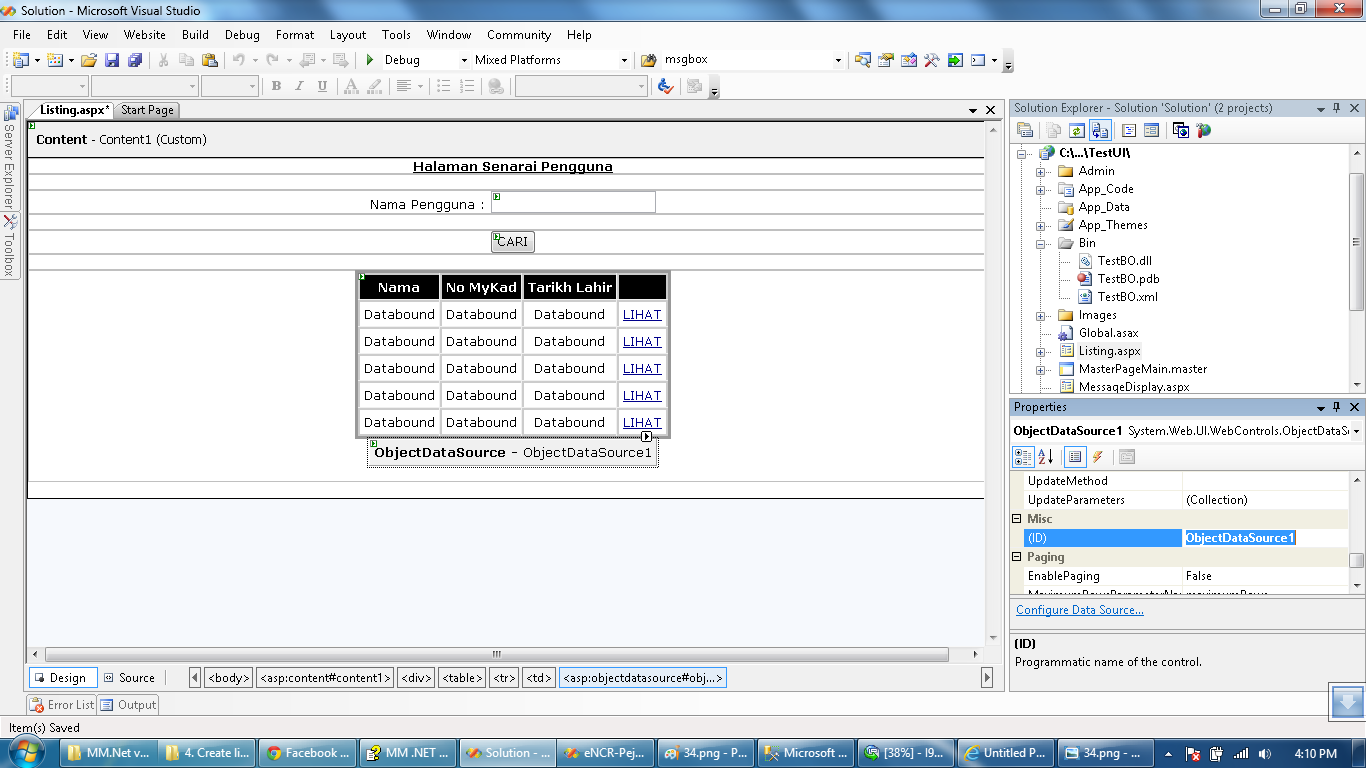 Solution - Microsoft Visual Studio
File Edit View Website Build Debug Format Layout Tools Window Community Help
Debug Mixed Platforms msgbox
B I U A
Listing.aspx* Start Page
Server Explorer
Toolbox
Content - Content1 (Custom)
Halaman Senarai Pengguna
Nama Pengguna :
CARI
Nama No MyKad Tarikh Lahir
Databound Databound Databound LIHAT
Databound Databound Databound LIHAT
Databound Databound Databound LIHAT
Databound Databound Databound LIHAT
Databound Databound Databound LIHAT
ObjectDataSource - ObjectDataSource1
Design Source <body> <asp:content#content1> <div> <table> <tr> <td> <asp:objectdatasource#obj...>
Error List Output
Item(s) Saved
Solution Explorer - Solution 'Solution' (2 projects)
C:\...\TestUI\
Admin
App_Code
App_Data
App_Themes
Bin
TestBO.dll
TestBO.pdb
TestBO.xml
Images
Global.asax
Listing.aspx
MasterPageMain.master
MessageDisplay.aspx
Properties
ObjectDataSource1 System.Web.UI.WebControls.ObjectDataS
UpdateMethod
UpdateParameters (Collection)
Misc
(ID) ObjectDataSource1
Paging
EnablePaging False
Configure Data Source...
(ID)
Programmatic name of the control.
MM.Net v... 4. Create li... Facebook ... MM .NET ... Solution - ... eNCR-Pej... 34.png - P... Microsoft ... [38%] - I9... Untitled P... 34.png - ... 4:10 PM